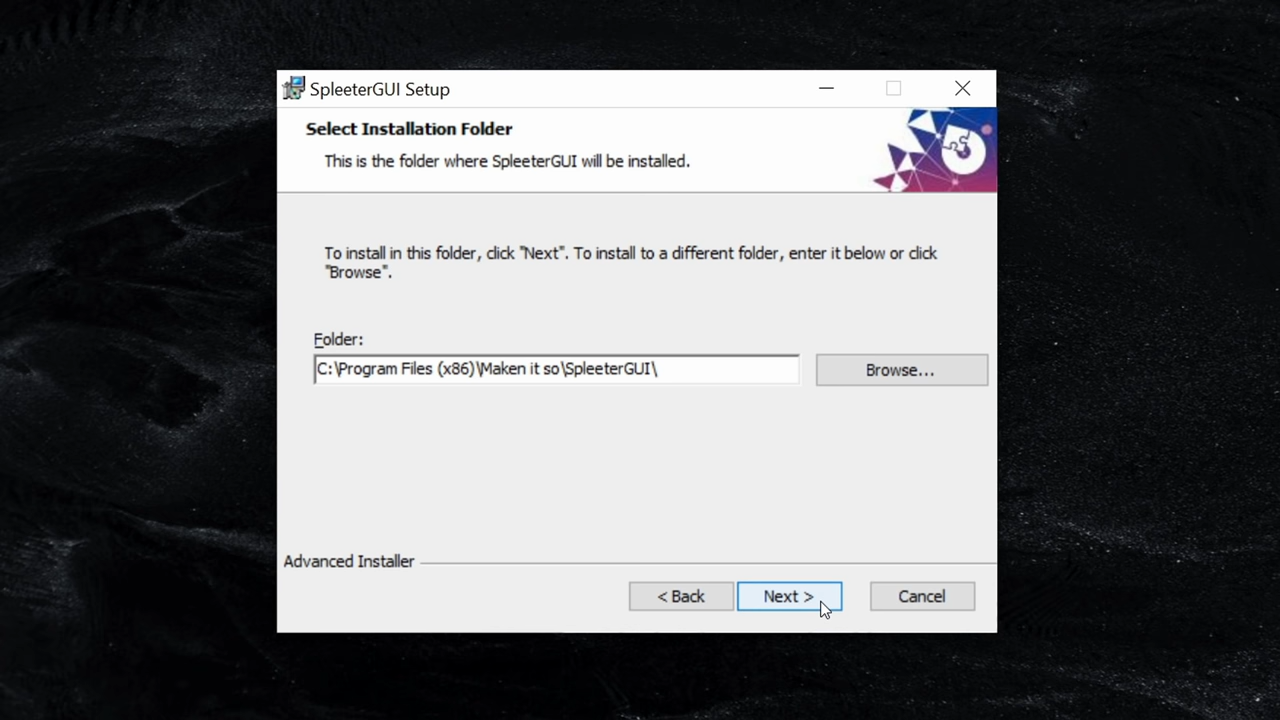 SpleeterGUI Setup
Select Installation Folder
This is the folder where SpleeterGUI will be installed.
To install in this folder, click "Next". To install to a different folder, enter it below or click
"Browse".
Folder:
C:\Program Files (x86)\Maken it so\SpleeterGUI\
Browse...
Advanced Installer
< Back
Next >
Cancel